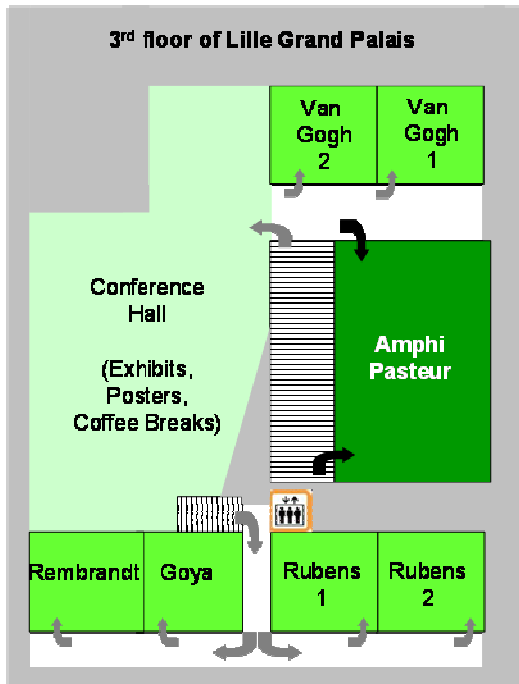 3rd floor of Lille Grand Palais
Van
Gogh
2
Van
Gogh
1
Conference
Hall
(Exhibits,
Posters,
Coffee Breaks)
Amphi
Pasteur
Rembrandt
Goya
Rubens
1
Rubens
2